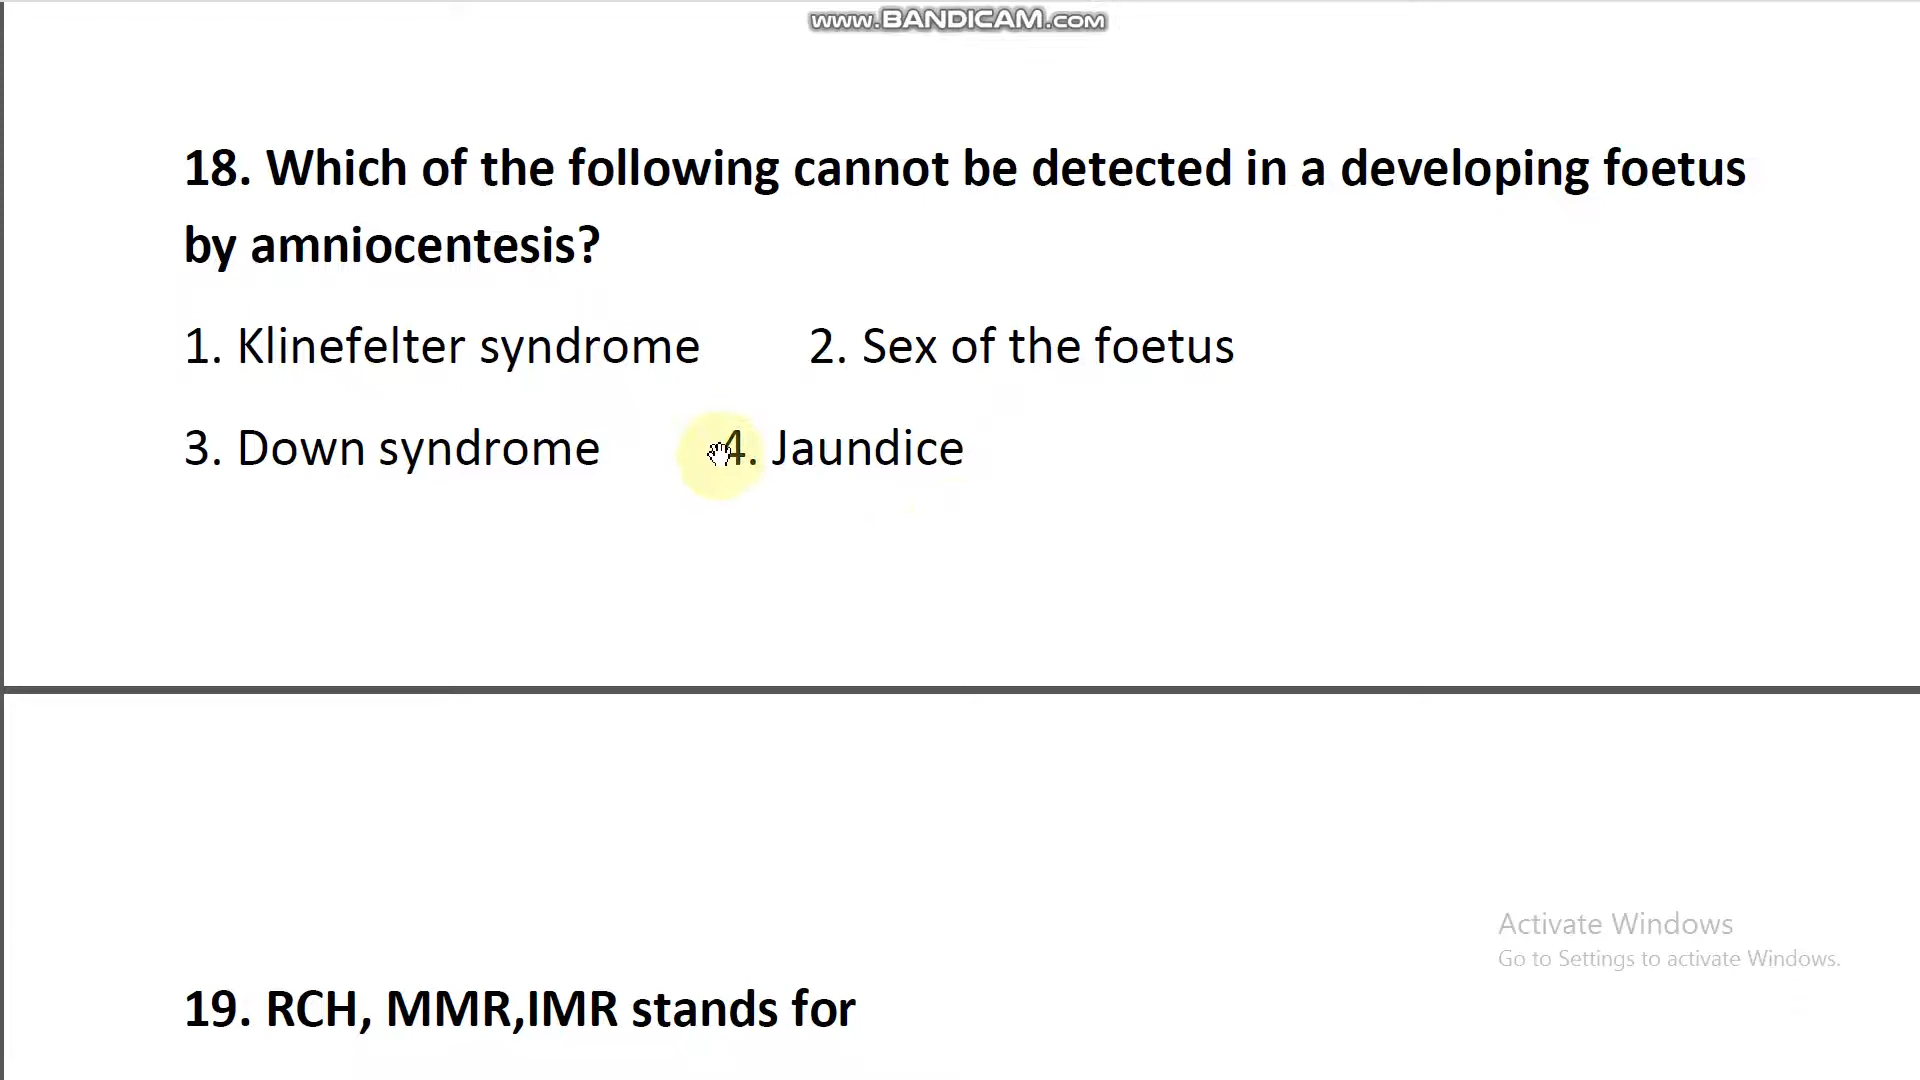 www.BANDICAM.com
18. Which of the following cannot be detected in a developing foetus
by amniocentesis?
1. Klinefelter syndrome 2. Sex of the foetus
3. Down syndrome 4. Jaundice
Activate Windows
Go to Settings to activate Windows.
19. RCH, MMR,IMR stands for